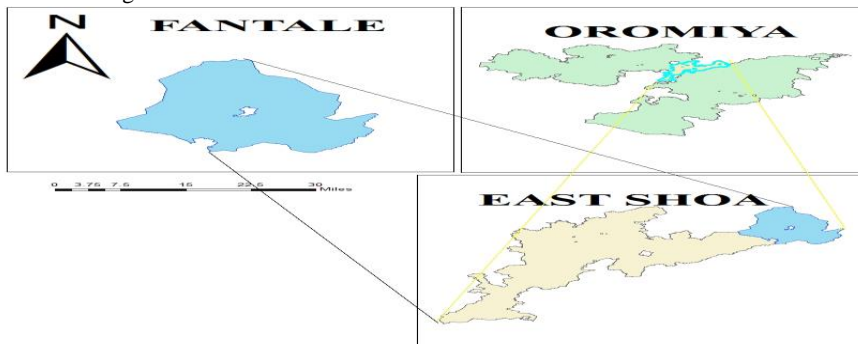 N
FANTALE
OROMIYA
0 3.75 7.5 15 22.5 30
Miles
EAST SHOA